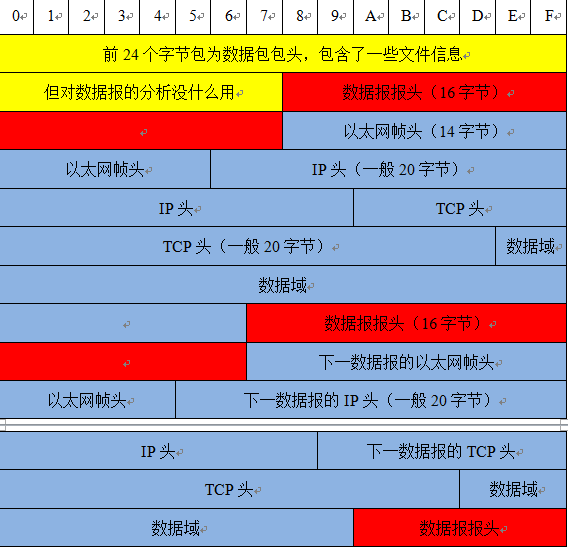 0 1 2 3 4 5 6 7 8 9 A B C D E F
前 24 个字节包为数据包包头，包含了一些文件信息
但对数据报的分析没什么用 数据报报头（16 字节）
以太网帧头（14 字节）
以太网帧头 IP 头（一般 20 字节）
IP 头 TCP 头
TCP 头（一般 20 字节） 数据域
数据域
数据报报头（16 字节）
下一数据报的以太网帧头
以太网帧头 下一数据报的 IP 头（一般 20 字节）
IP 头 下一数据报的 TCP 头
TCP 头 数据域
数据域 数据报报头